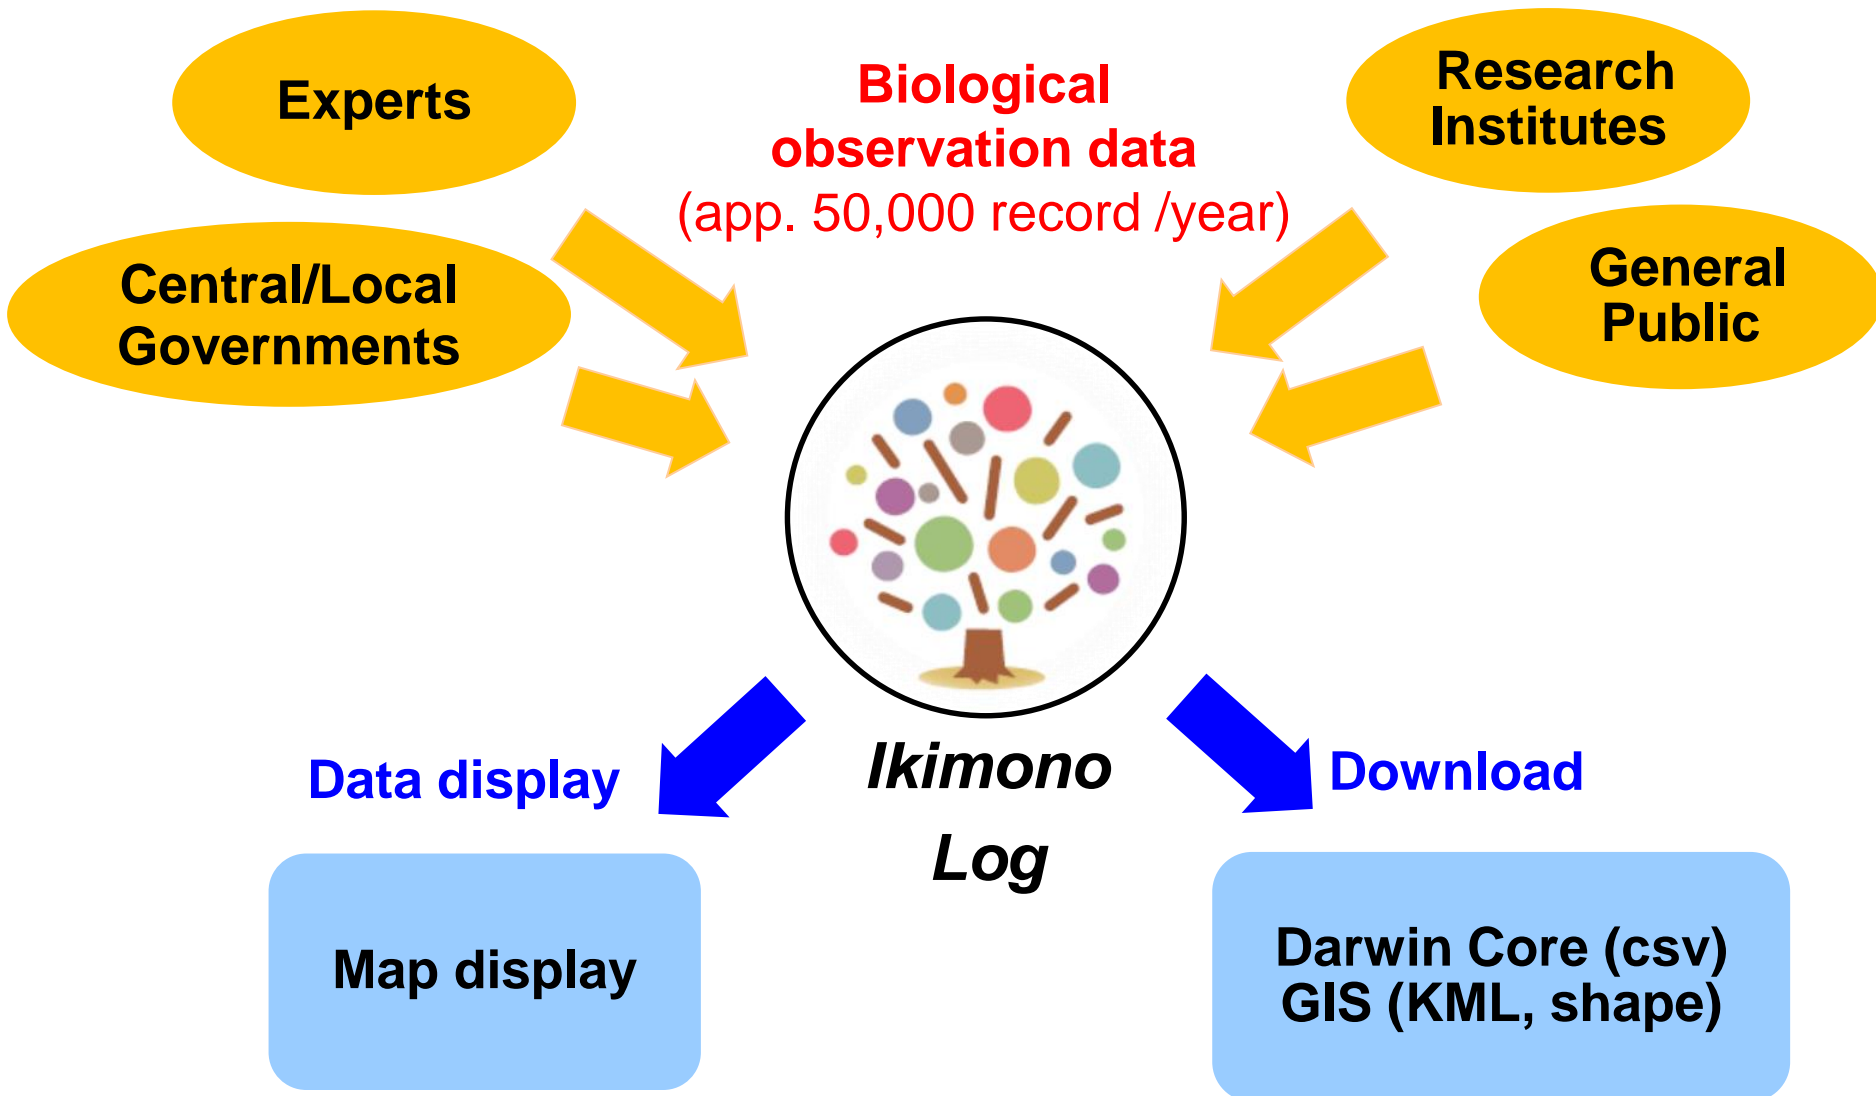 Experts
Biological
observation data
(app. 50,000 record /year)
Research
Institutes
Central/Local
Governments
General
Public
Ikimono
Log
Data display
Download
Map display
Darwin Core (csv)
GIS (KML, shape)